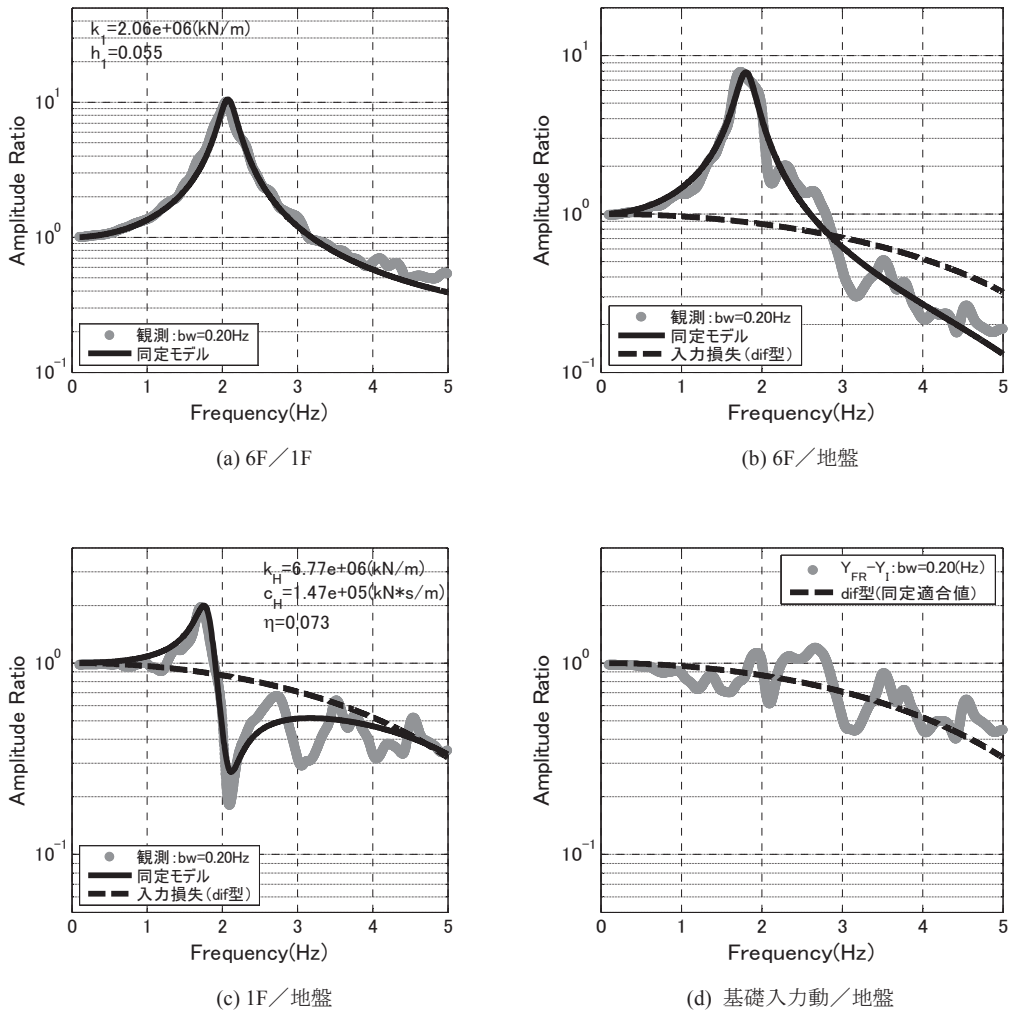 k_1=2.06e+06(kN/m)
h_1=0.055
10^1
10^0
10^-1
Amplitude Ratio
観測:bw=0.20Hz
同定モデル
0 1 2 3 4 5
Frequency(Hz)
(a) 6F／1F
10^1
10^0
10^-1
Amplitude Ratio
観測:bw=0.20Hz
同定モデル
入力損失(dif型)
0 1 2 3 4 5
Frequency(Hz)
(b) 6F／地盤
k_H=6.77e+06(kN/m)
c_H=1.47e+05(kN*s/m)
η=0.073
10^0
10^-1
Amplitude Ratio
観測:bw=0.20Hz
同定モデル
入力損失(dif型)
0 1 2 3 4 5
Frequency(Hz)
(c) 1F／地盤
Y_FR-Y_I:bw=0.20(Hz)
dif型(同定適合値)
10^0
10^-1
Amplitude Ratio
0 1 2 3 4 5
Frequency(Hz)
(d) 基礎入力動／地盤